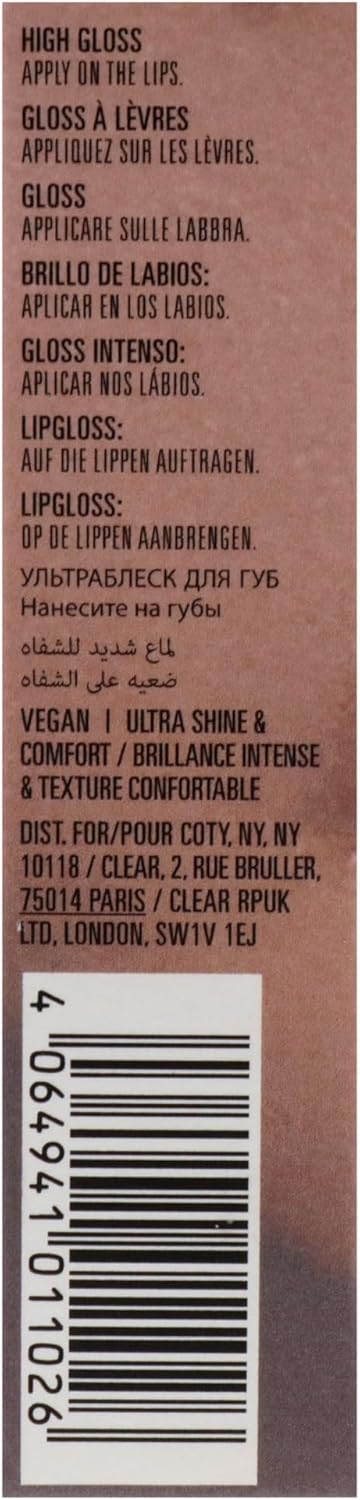 HIGH GLOSS
APPLY ON THE LIPS.
GLOSS À LÈVRES
APPLIQUEZ SUR LES LÈVRES.
GLOSS
APPLICARE SULLE LABBRA.
BRILLO DE LABIOS:
APLICAR EN LOS LABIOS.
GLOSS INTENSO:
APLICAR NOS LÁBIOS.
LIPGLOSS:
AUF DIE LIPPEN AUFTRAGEN.
LIPGLOSS:
OP DE LIPPEN AANBRENGEN.
УЛЬТРАБЛЕСК ДЛЯ ГУБ
Нанесите на губы
لماع شديد للشفاه
ضعيه على الشفاه
VEGAN | ULTRA SHINE &
COMFORT / BRILLANCE INTENSE
& TEXTURE CONFORTABLE
DIST. FOR/POUR COTY, NY, NY
10118 / CLEAR, 2, RUE BRULLER,
75014 PARIS / CLEAR RPUK
LTD, LONDON, SW1V 1EJ
4 064941 011026